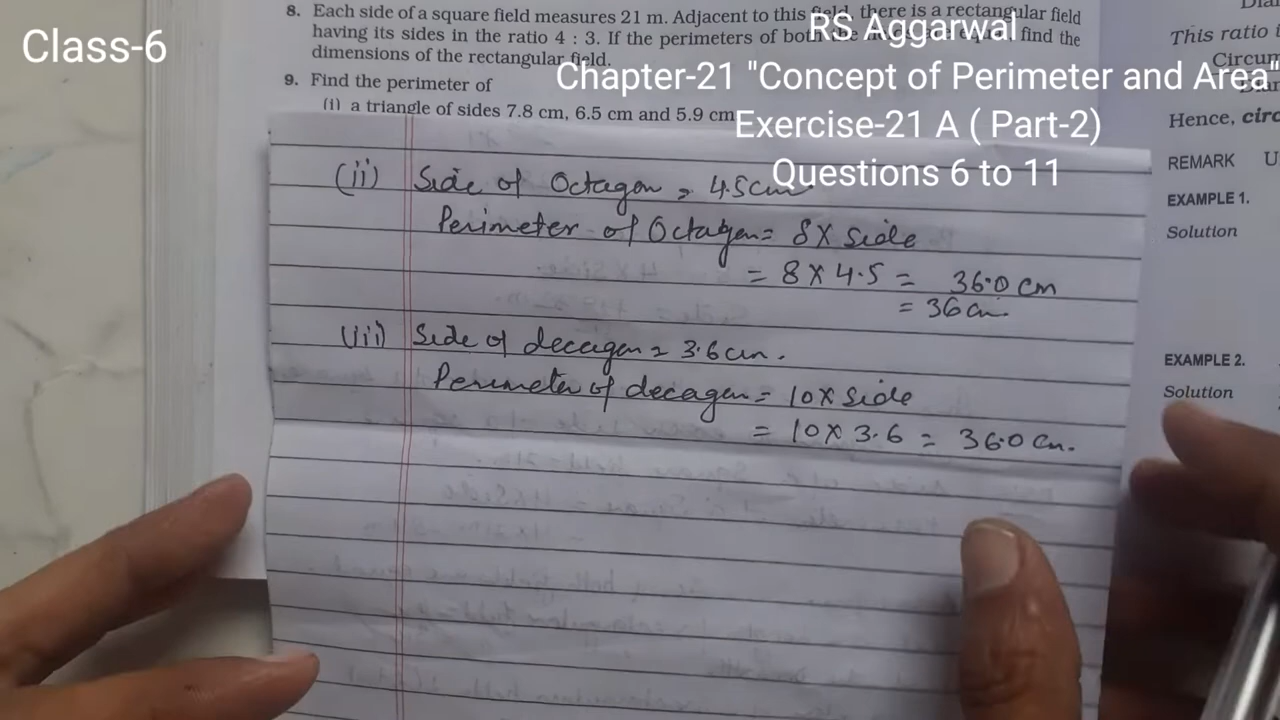 Class-6
RS Aggarwal
Chapter-21 "Concept of Perimeter and Area"
Exercise-21 A ( Part-2)
Questions 6 to 11
8. Each side of a square field measures 21 m. Adjacent to this field, there is a rectangular field
having its sides in the ratio 4 : 3. If the perimeters of both the find the
dimensions of the rectangular field.
9. Find the perimeter of
(i) a triangle of sides 7.8 cm, 6.5 cm and 5.9 cm
(ii) Side of Octagon = 4.5cm
Perimeter of Octagon = 8 X Side
= 8 X 4.5 = 36.0 cm
= 36 cm.
(iii) Side of decagon = 3.6 cm.
Perimeter of decagon = 10 X Side
= 10 X 3.6 = 36.0 cm.
This ratio
Circum
Hence, circ
REMARK U
EXAMPLE 1.
Solution
EXAMPLE 2.
Solution